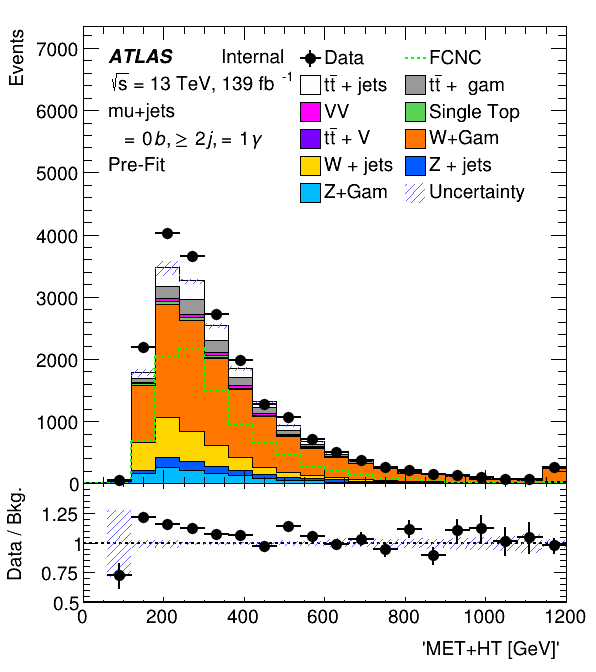 Events
7000
6000
5000
4000
3000
2000
1000
0
ATLAS Internal
√s = 13 TeV, 139 fb⁻¹
mu+jets
= 0b, ≥ 2j, = 1γ
Pre-Fit
Data
FCNC
tt̄ + jets
tt̄ + gam
VV
Single Top
tt̄ + V
W+Gam
W + jets
Z + jets
Z+Gam
Uncertainty
Data / Bkg.
1.25
1
0.75
0.5
0 200 400 600 800 1000 1200
'MET+HT [GeV]'